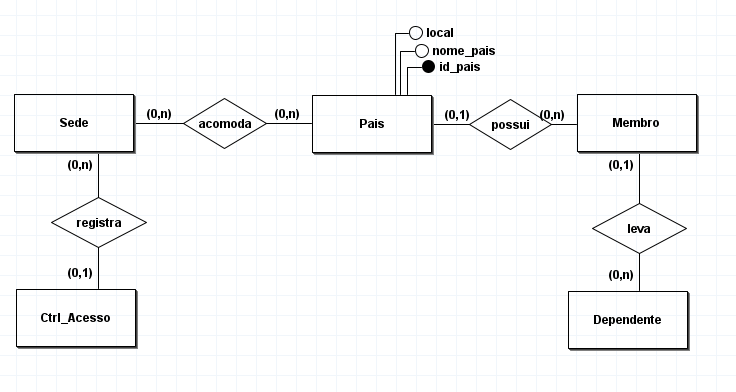 local
nome_pais
id_pais
Sede
(0,n)
acomoda
(0,n)
Pais
(0,1)
possui
(0,n)
Membro
(0,n)
registra
(0,1)
Ctrl_Acesso
(0,1)
leva
(0,n)
Dependente